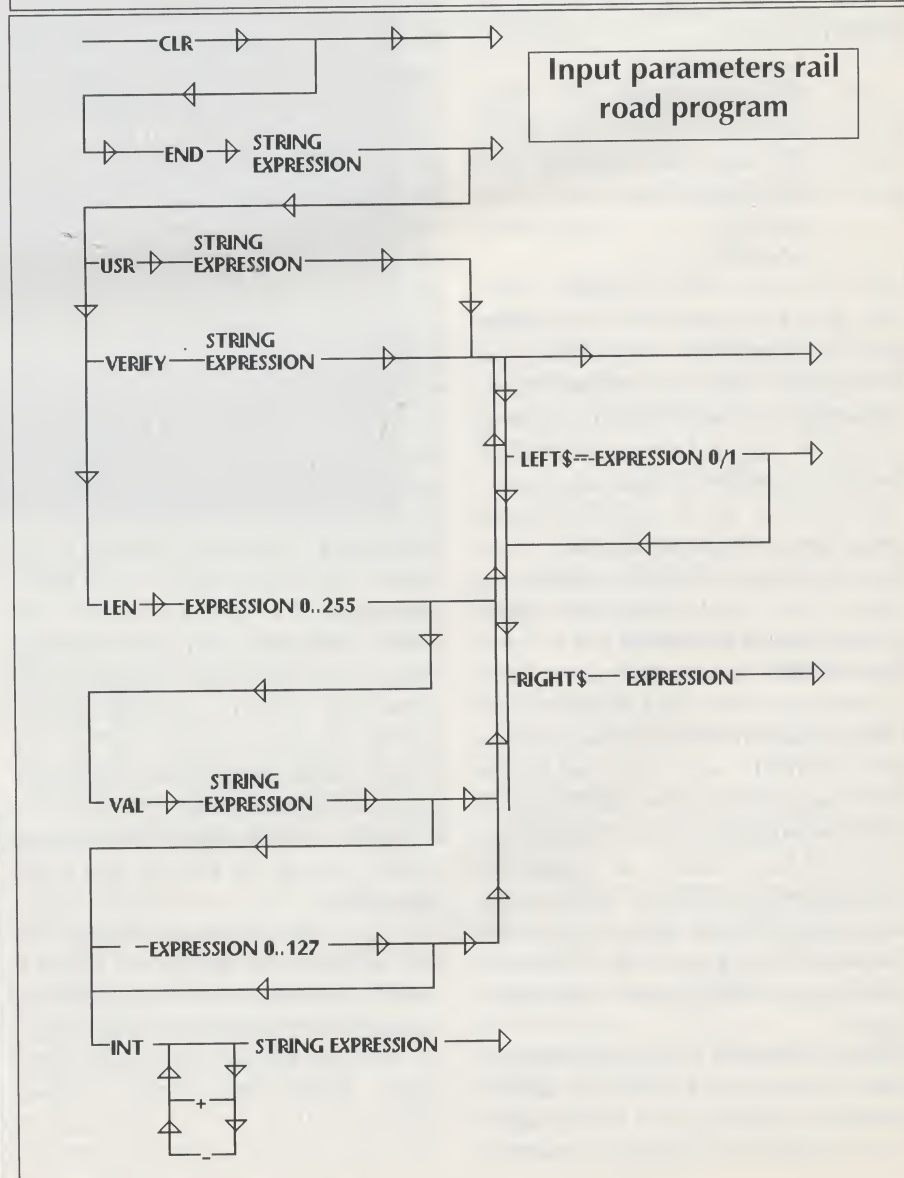 CLR
Input parameters rail
road program
END STRING
EXPRESSION
USR STRING
EXPRESSION
VERIFY STRING
EXPRESSION
LEFT$ EXPRESSION 0/1
LEN EXPRESSION 0..255
RIGHT$ EXPRESSION
VAL STRING
EXPRESSION
EXPRESSION 0..127
INT STRING EXPRESSION
+
-